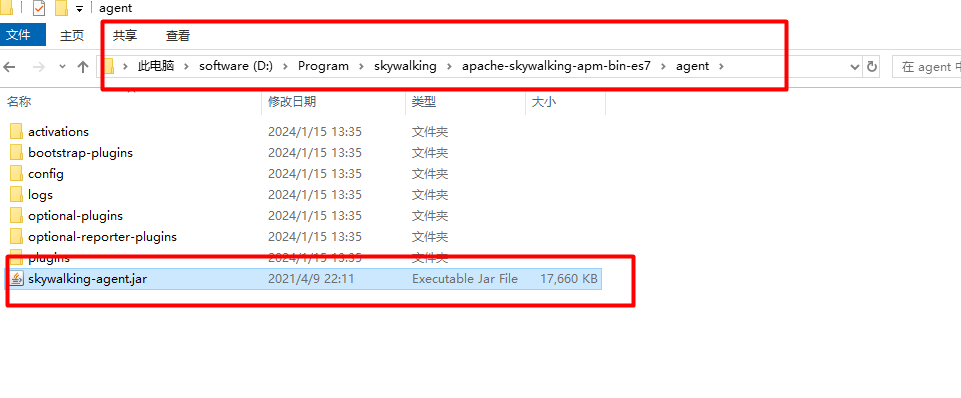 agent
文件 主页 共享 查看
此电脑 software (D:) Program skywalking apache-skywalking-apm-bin-es7 agent 在 agent 中
名称 修改日期 类型 大小
activations 2024/1/15 13:35 文件夹
bootstrap-plugins 2024/1/15 13:35 文件夹
config 2024/1/15 13:35 文件夹
logs 2024/1/15 13:35 文件夹
optional-plugins 2024/1/15 13:35 文件夹
optional-reporter-plugins 2024/1/15 13:35 文件夹
plugins 2024/1/15 13:35 文件夹
skywalking-agent.jar 2021/4/9 22:11 Executable Jar File 17,660 KB